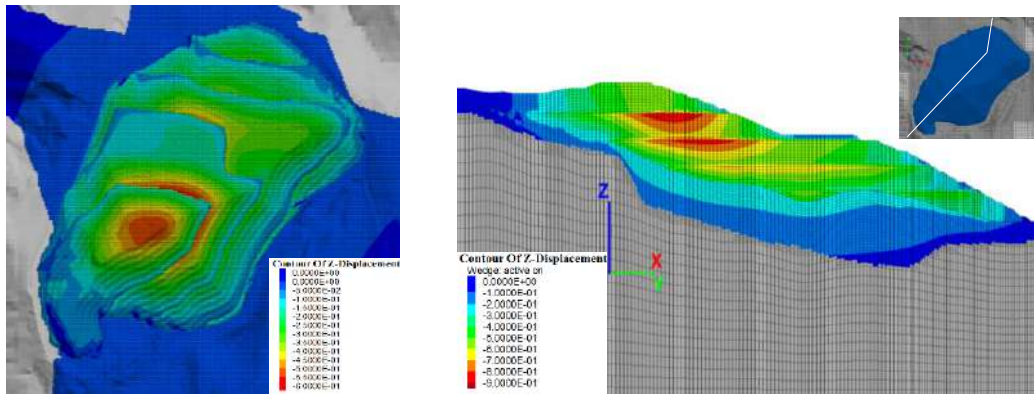 Contour Of Z-Displacement
0.0000E+00
0.0000E+00
-5.0000E-02
-1.0000E-01
-1.5000E-01
-2.0000E-01
-2.5000E-01
-3.0000E-01
-3.5000E-01
-4.0000E-01
-4.5000E-01
-5.0000E-01
-5.5000E-01
-6.0000E-01
Z
X
Y
Contour Of Z-Displacement
Wedge: active on
0.0000E+00
-1.0000E-01
-2.0000E-01
-3.0000E-01
-4.0000E-01
-5.0000E-01
-6.0000E-01
-7.0000E-01
-8.0000E-01
-9.0000E-01